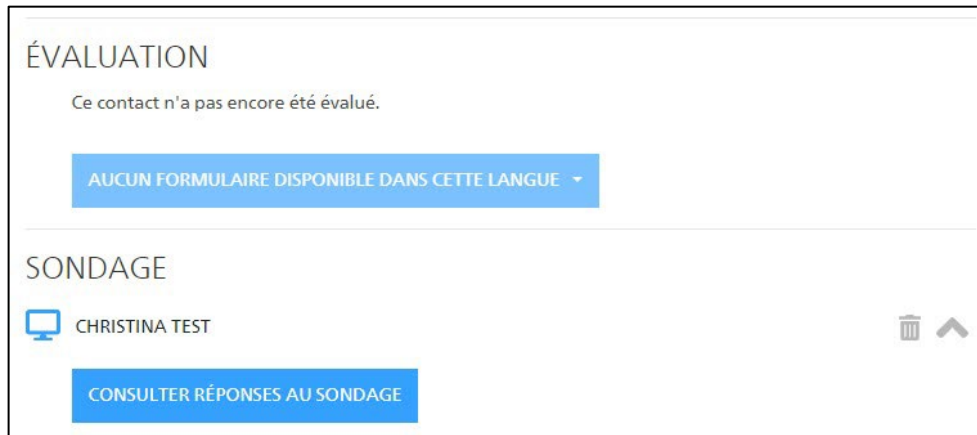 ÉVALUATION
Ce contact n'a pas encore été évalué.
AUCUN FORMULAIRE DISPONIBLE DANS CETTE LANGUE
SONDAGE
CHRISTINA TEST
CONSULTER RÉPONSES AU SONDAGE